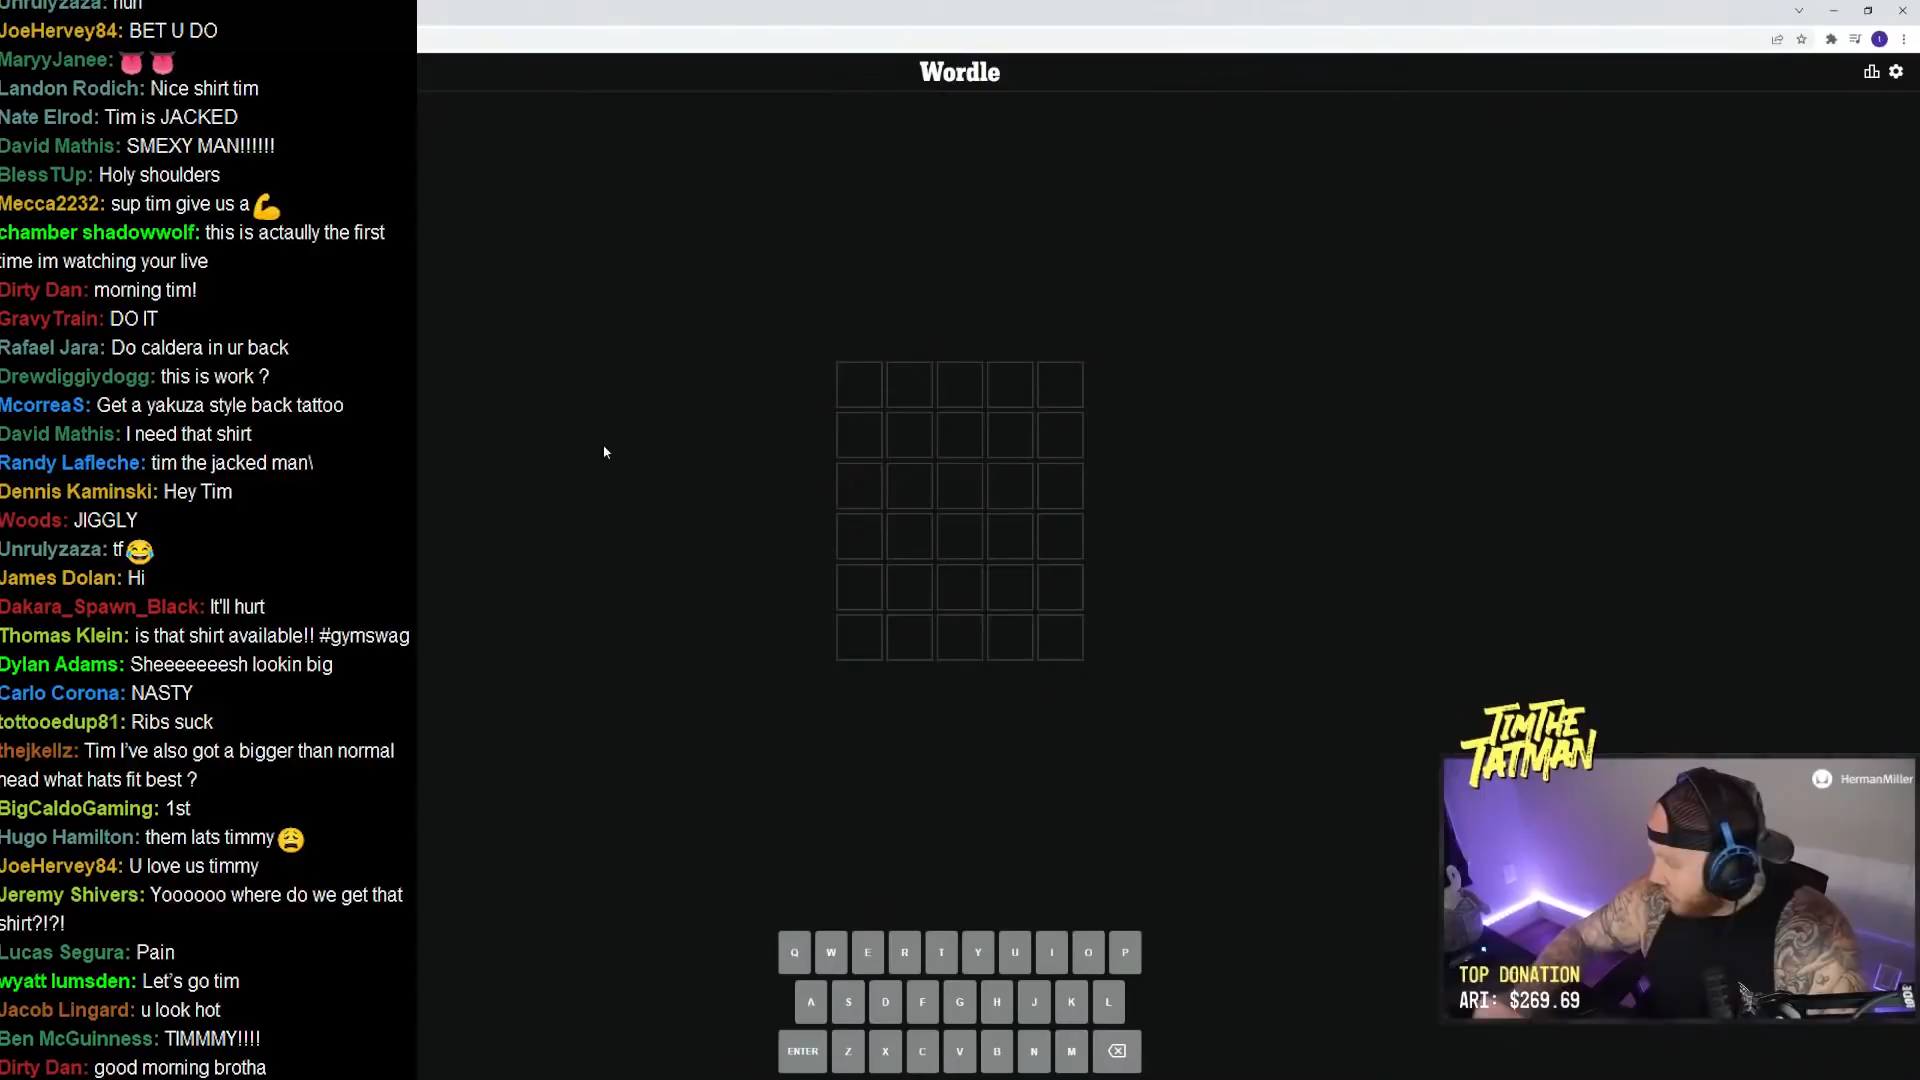 Unrulyzaza: huh
JoeHervey84: BET U DO
MaryyJanee: 👅 👅
Landon Rodich: Nice shirt tim
Nate Elrod: Tim is JACKED
David Mathis: SMEXY MAN!!!!!!
BlessTUp: Holy shoulders
Mecca2232: sup tim give us a 💪
chamber shadowwolf: this is actaully the first
time im watching your live
Dirty Dan: morning tim!
GravyTrain: DO IT
Rafael Jara: Do caldera in ur back
Drewdiggiydogg: this is work ?
McorreaS: Get a yakuza style back tattoo
David Mathis: I need that shirt
Randy Lafleche: tim the jacked man\
Dennis Kaminski: Hey Tim
Woods: JIGGLY
Unrulyzaza: tf 😂
James Dolan: Hi
Dakara_Spawn_Black: It'll hurt
Thomas Klein: is that shirt available!! #gymswag
Dylan Adams: Sheeeeeeesh lookin big
Carlo Corona: NASTY
tottooedup81: Ribs suck
thejkellz: Tim I've also got a bigger than normal
head what hats fit best ?
BigCaldoGaming: 1st
Hugo Hamilton: them lats timmy 😩
JoeHervey84: U love us timmy
Jeremy Shivers: Yoooooo where do we get that
shirt?!?!
Lucas Segura: Pain
wyatt lumsden: Let's go tim
Jacob Lingard: u look hot
Ben McGuinness: TIMMMY!!!!
Dirty Dan: good morning brotha
Wordle
Q W E R T Y U I O P
A S D F G H J K L
ENTER Z X C V B N M
TIMTHE
TATMAN
HermanMiller
TOP DONATION
ARI: $269.69